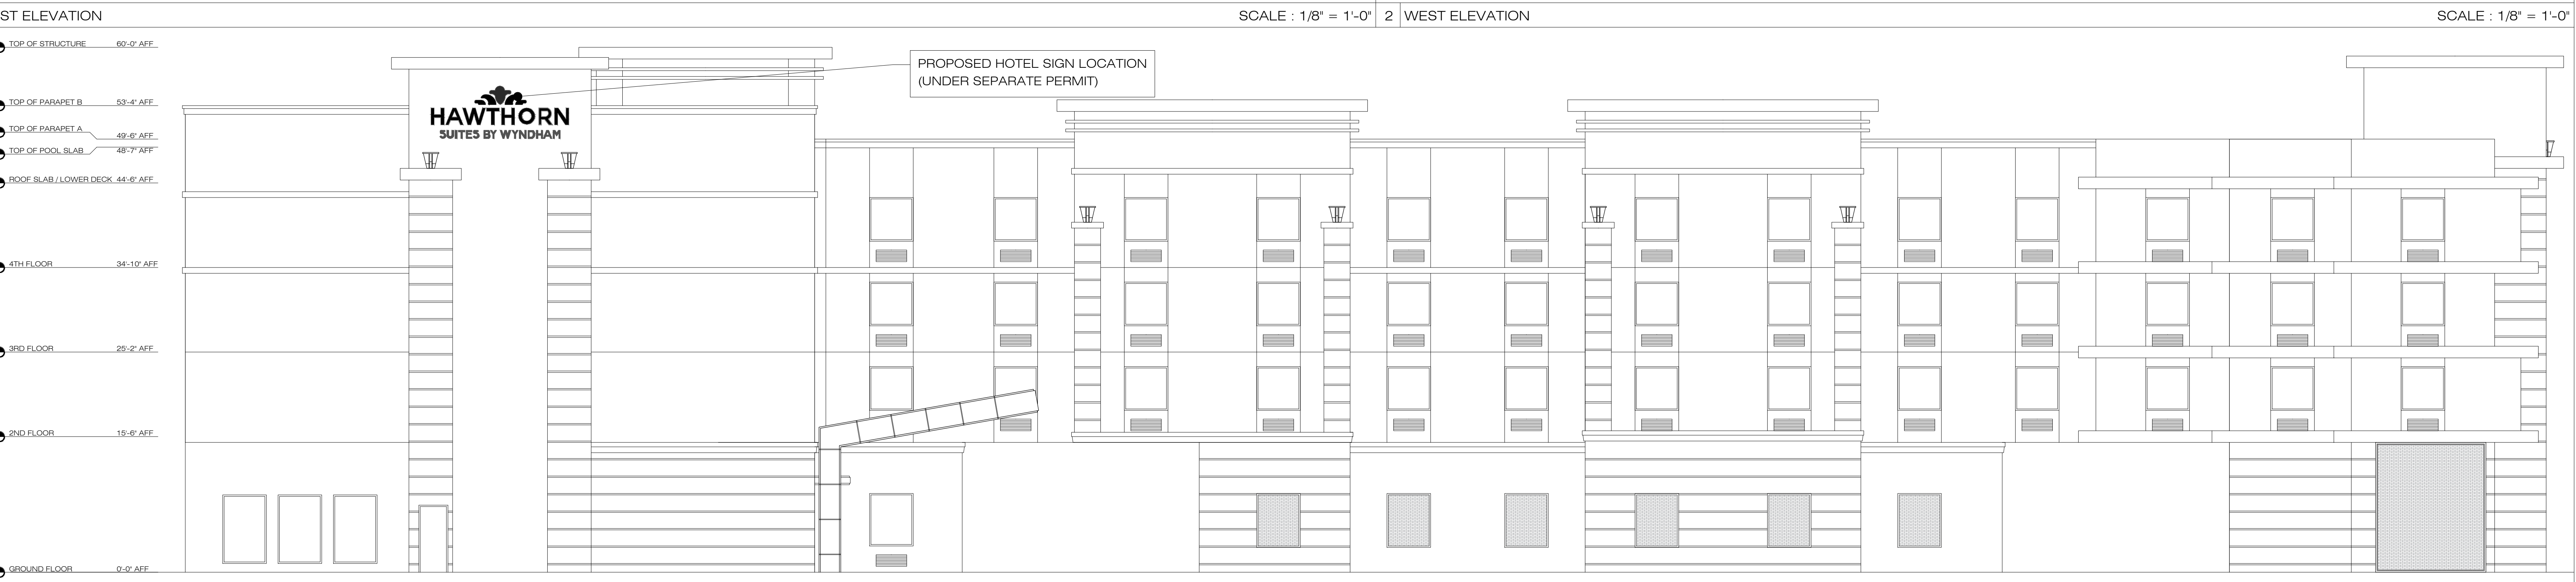 ST ELEVATION
SCALE : 1/8" = 1'-0"
2 WEST ELEVATION
SCALE : 1/8" = 1'-0"
TOP OF STRUCTURE 60'-0" AFF
PROPOSED HOTEL SIGN LOCATION
(UNDER SEPARATE PERMIT)
TOP OF PARAPET B 53'-4" AFF
HAWTHORN
SUITES BY WYNDHAM
TOP OF PARAPET A 49'-6" AFF
TOP OF POOL SLAB 48'-7" AFF
ROOF SLAB / LOWER DECK 44'-6" AFF
4TH FLOOR 34'-10" AFF
3RD FLOOR 25'-2" AFF
2ND FLOOR 15'-6" AFF
GROUND FLOOR 0'-0" AFF